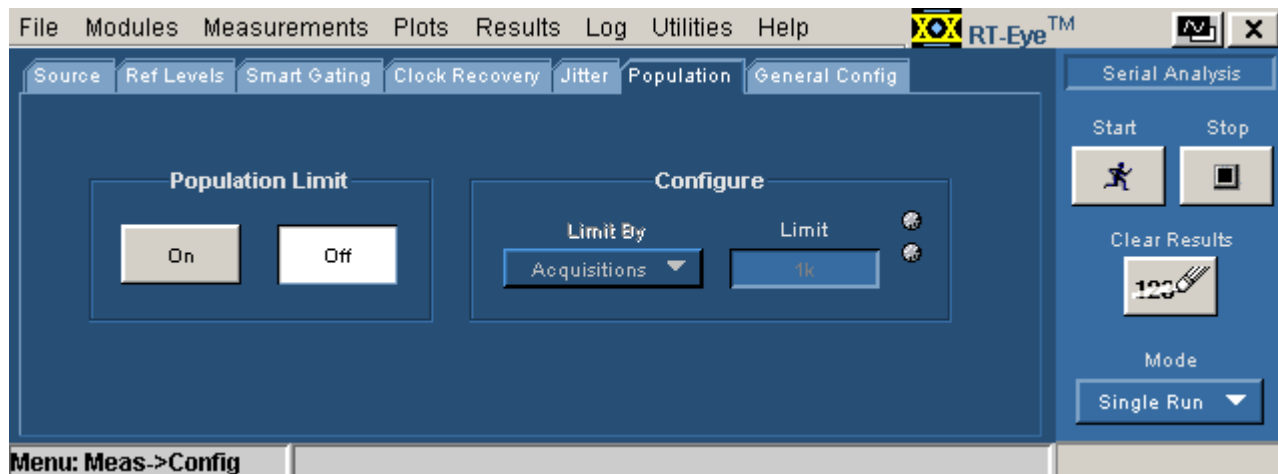 File Modules Measurements Plots Results Log Utilities Help RT-Eye™
Source Ref Levels Smart Gating Clock Recovery Jitter Population General Config
Serial Analysis
Start Stop
Population Limit
On Off
Configure
Limit By Limit
Acquisitions 1k
Clear Results
123
Mode
Single Run
Menu: Meas->Config